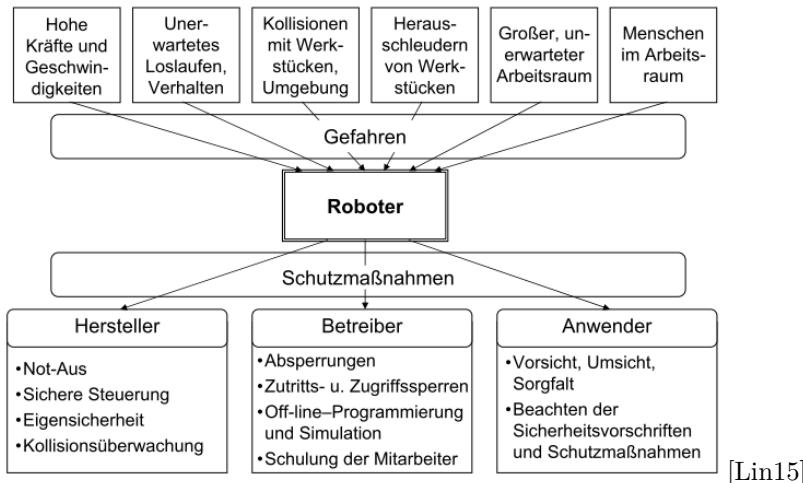 Hohe
Kräfte und
Geschwin-
digkeiten
Uner-
wartetes
Loslaufen,
Verhalten
Kollisionen
mit Werk-
stücken,
Umgebung
Heraus-
schleudern
von Werk-
stücken
Großer, un-
erwarteter
Arbeitsraum
Menschen
im Arbeits-
raum
Gefahren
Roboter
Schutzmaßnahmen
Hersteller
•Not-Aus
•Sichere Steuerung
•Eigensicherheit
•Kollisionsüberwachung
Betreiber
•Absperrungen
•Zutritts- u. Zugriffssperren
•Off-line–Programmierung
und Simulation
•Schulung der Mitarbeiter
Anwender
•Vorsicht, Umsicht,
Sorgfalt
•Beachten der
Sicherheitsvorschriften
und Schutzmaßnahmen
[Lin15]